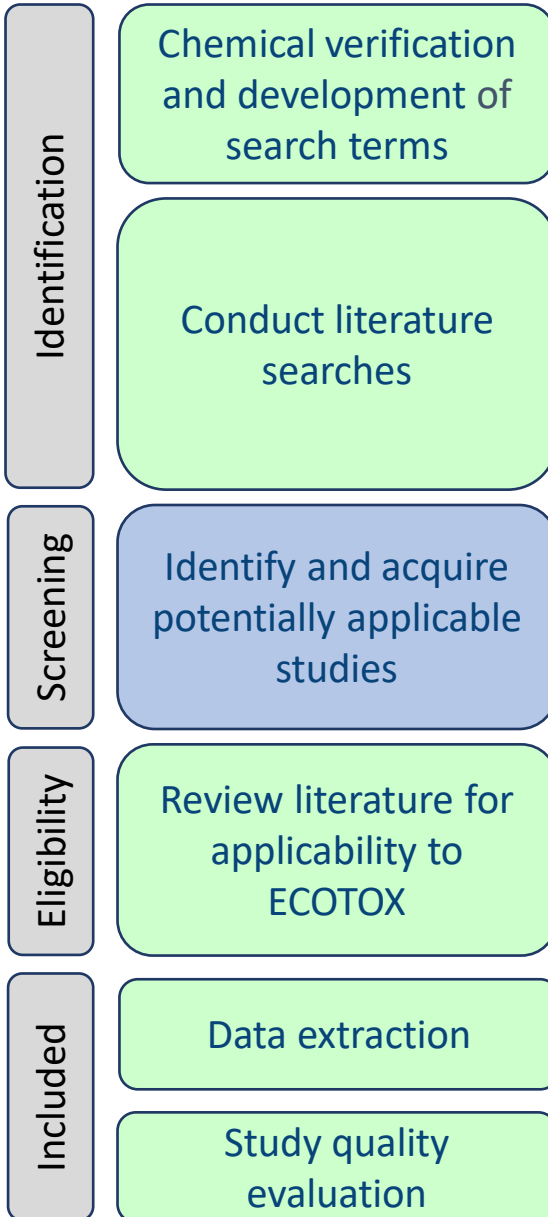 Identification
Chemical verification
and development of
search terms
Conduct literature
searches
Screening
Identify and acquire
potentially applicable
studies
Eligibility
Review literature for
applicability to
ECOTOX
Included
Data extraction
Study quality
evaluation